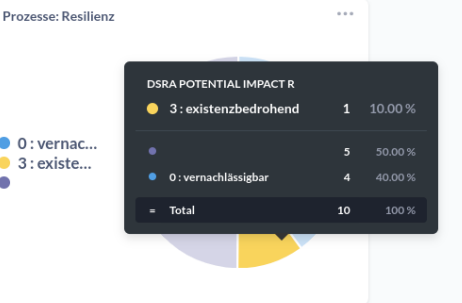 Prozesse: Resilienz
DSRA POTENTIAL IMPACT R
3 : existenzbedrohend 1 10.00 %
5 50.00 %
0 : vernachlässigbar 4 40.00 %
= Total 10 100 %
0 : vernac...
3 : existe...